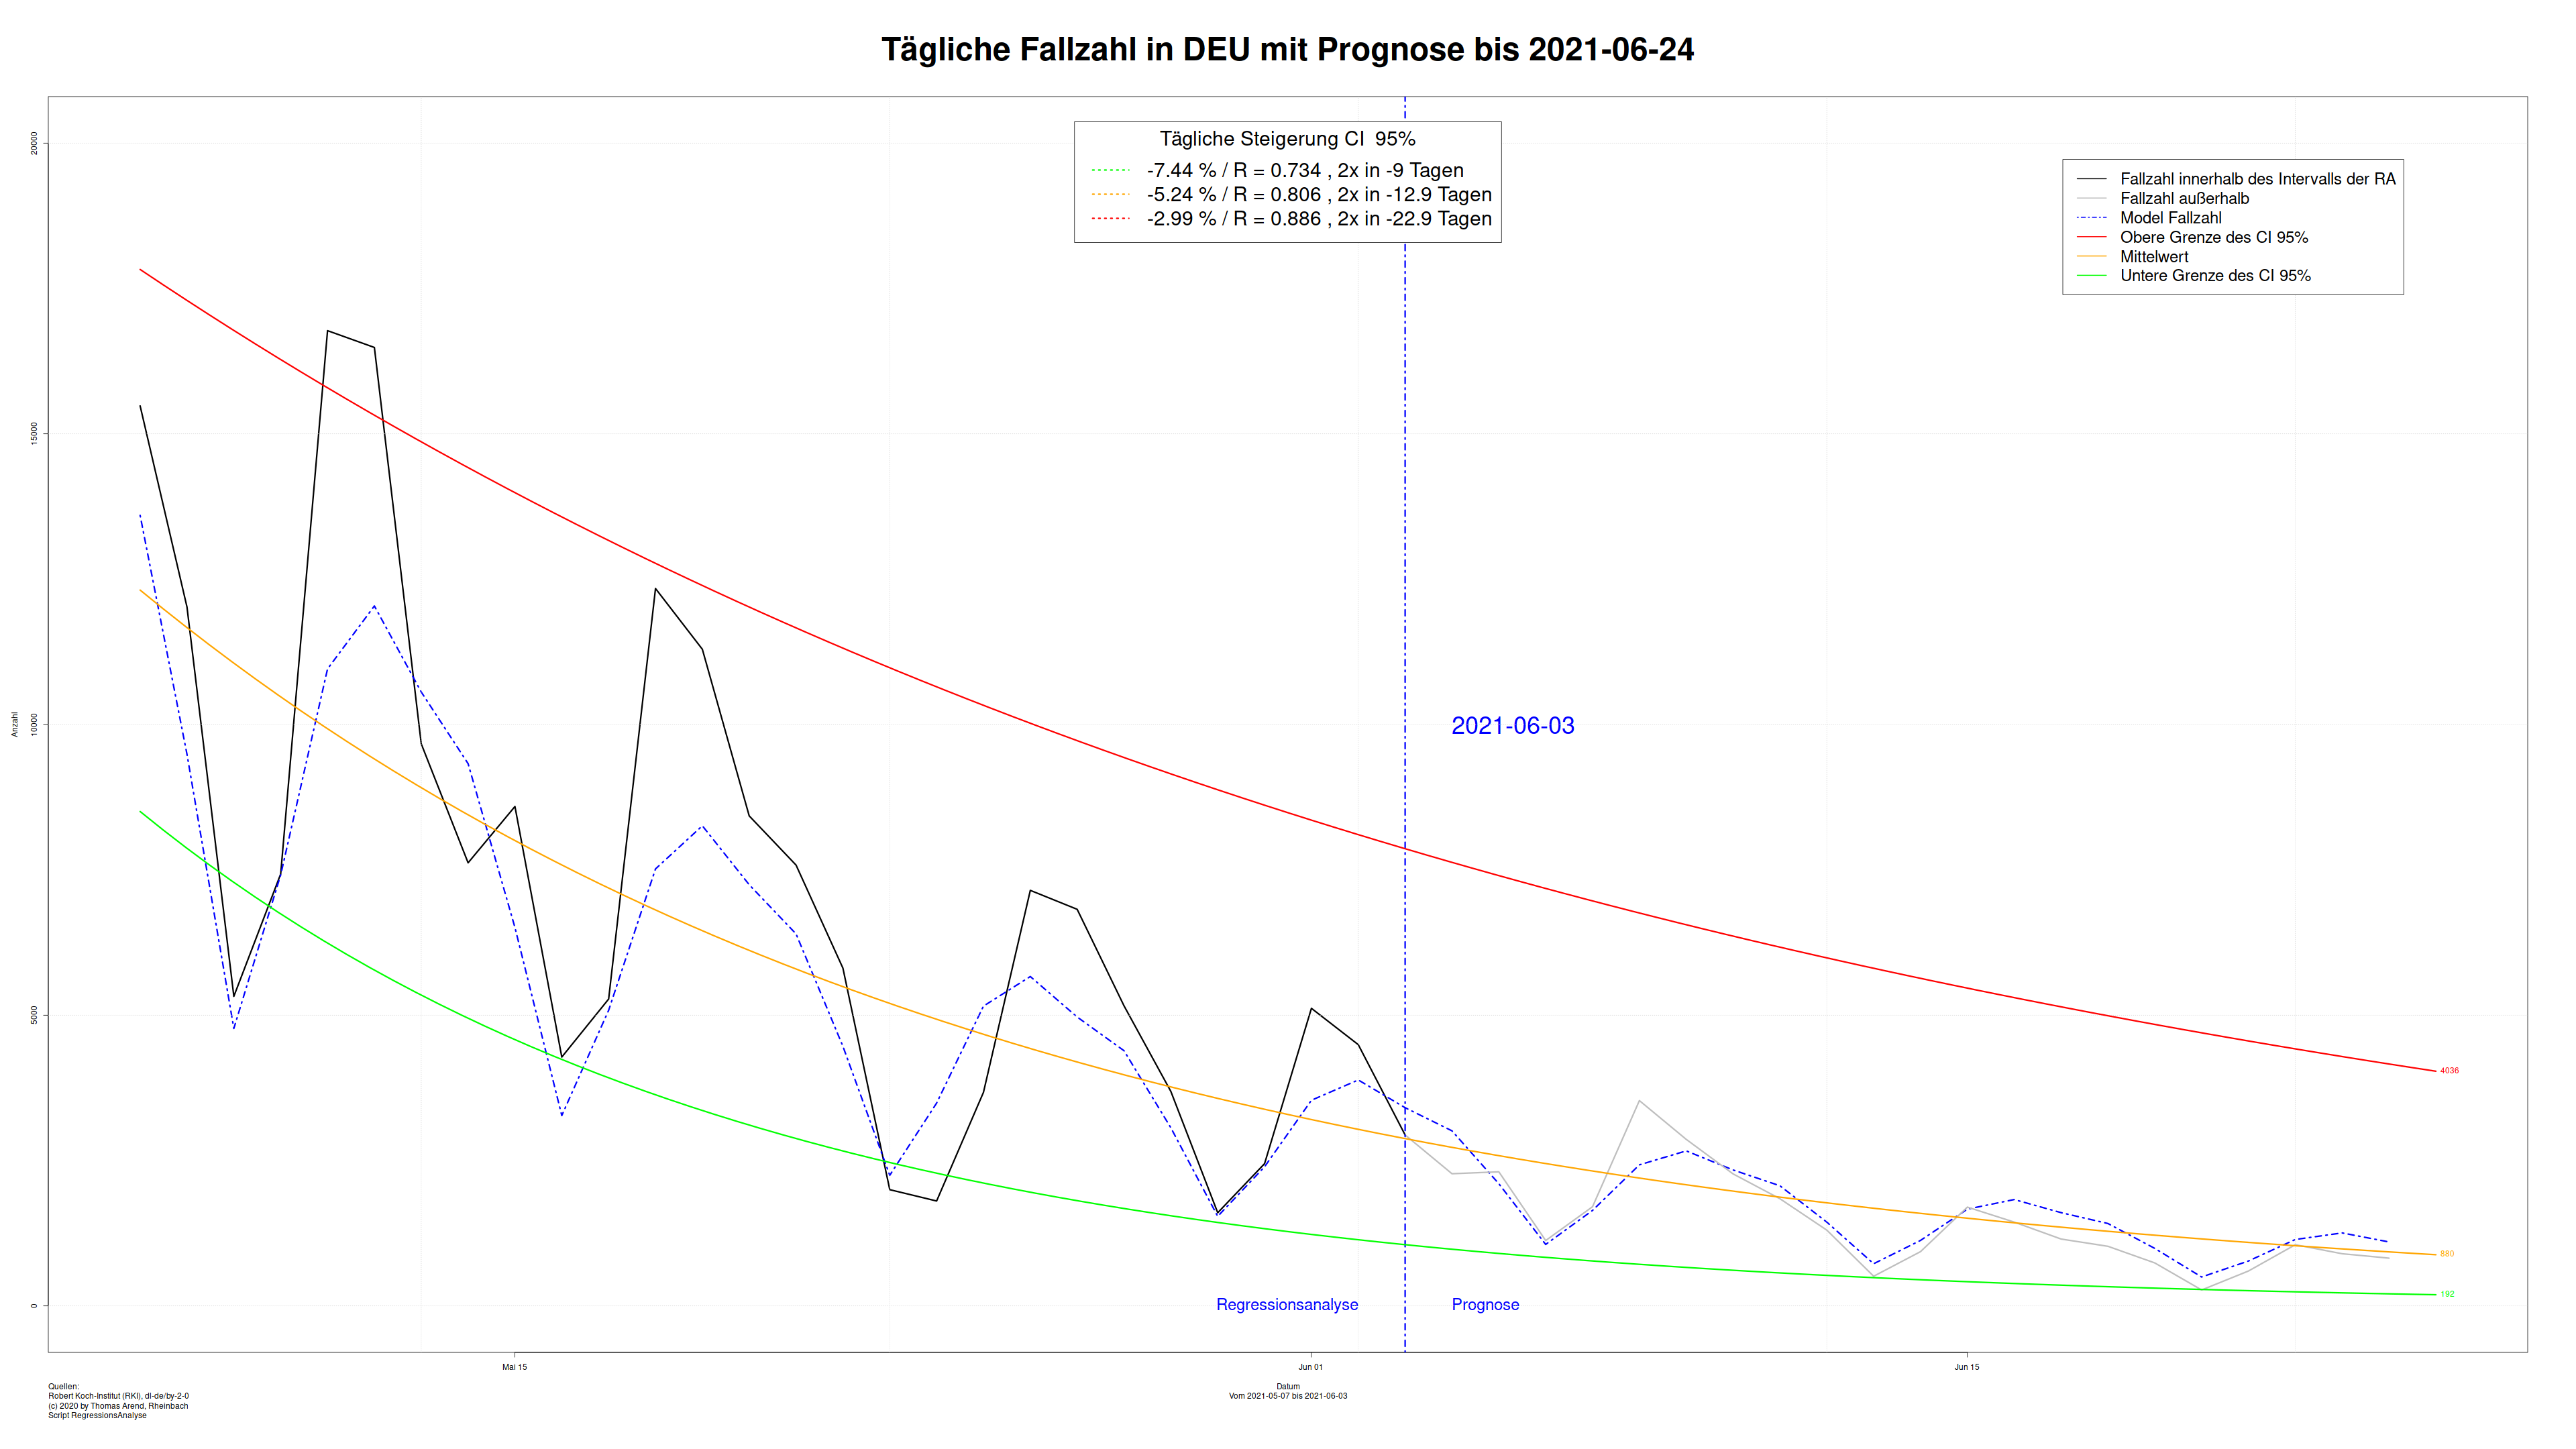 Tägliche Fallzahl in DEU mit Prognose bis 2021-06-24
Tägliche Steigerung CI  95%
-7.44 % / R = 0.734 , 2x in -9 Tagen
-5.24 % / R = 0.806 , 2x in -12.9 Tagen
-2.99 % / R = 0.886 , 2x in -22.9 Tagen
Fallzahl innerhalb des Intervalls der RA
Fallzahl außerhalb
Model Fallzahl
Obere Grenze des CI 95%
Mittelwert
Untere Grenze des CI 95%
20000
15000
10000
5000
0
Anzahl
2021-06-03
4036
880
192
Regressionsanalyse
Prognose
Mai 15
Jun 01
Jun 15
Datum
Vom 2021-05-07 bis 2021-06-03
Quellen:
Robert Koch-Institut (RKI), dl-de/by-2-0
(c) 2020 by Thomas Arend, Rheinbach
Script RegressionsAnalyse